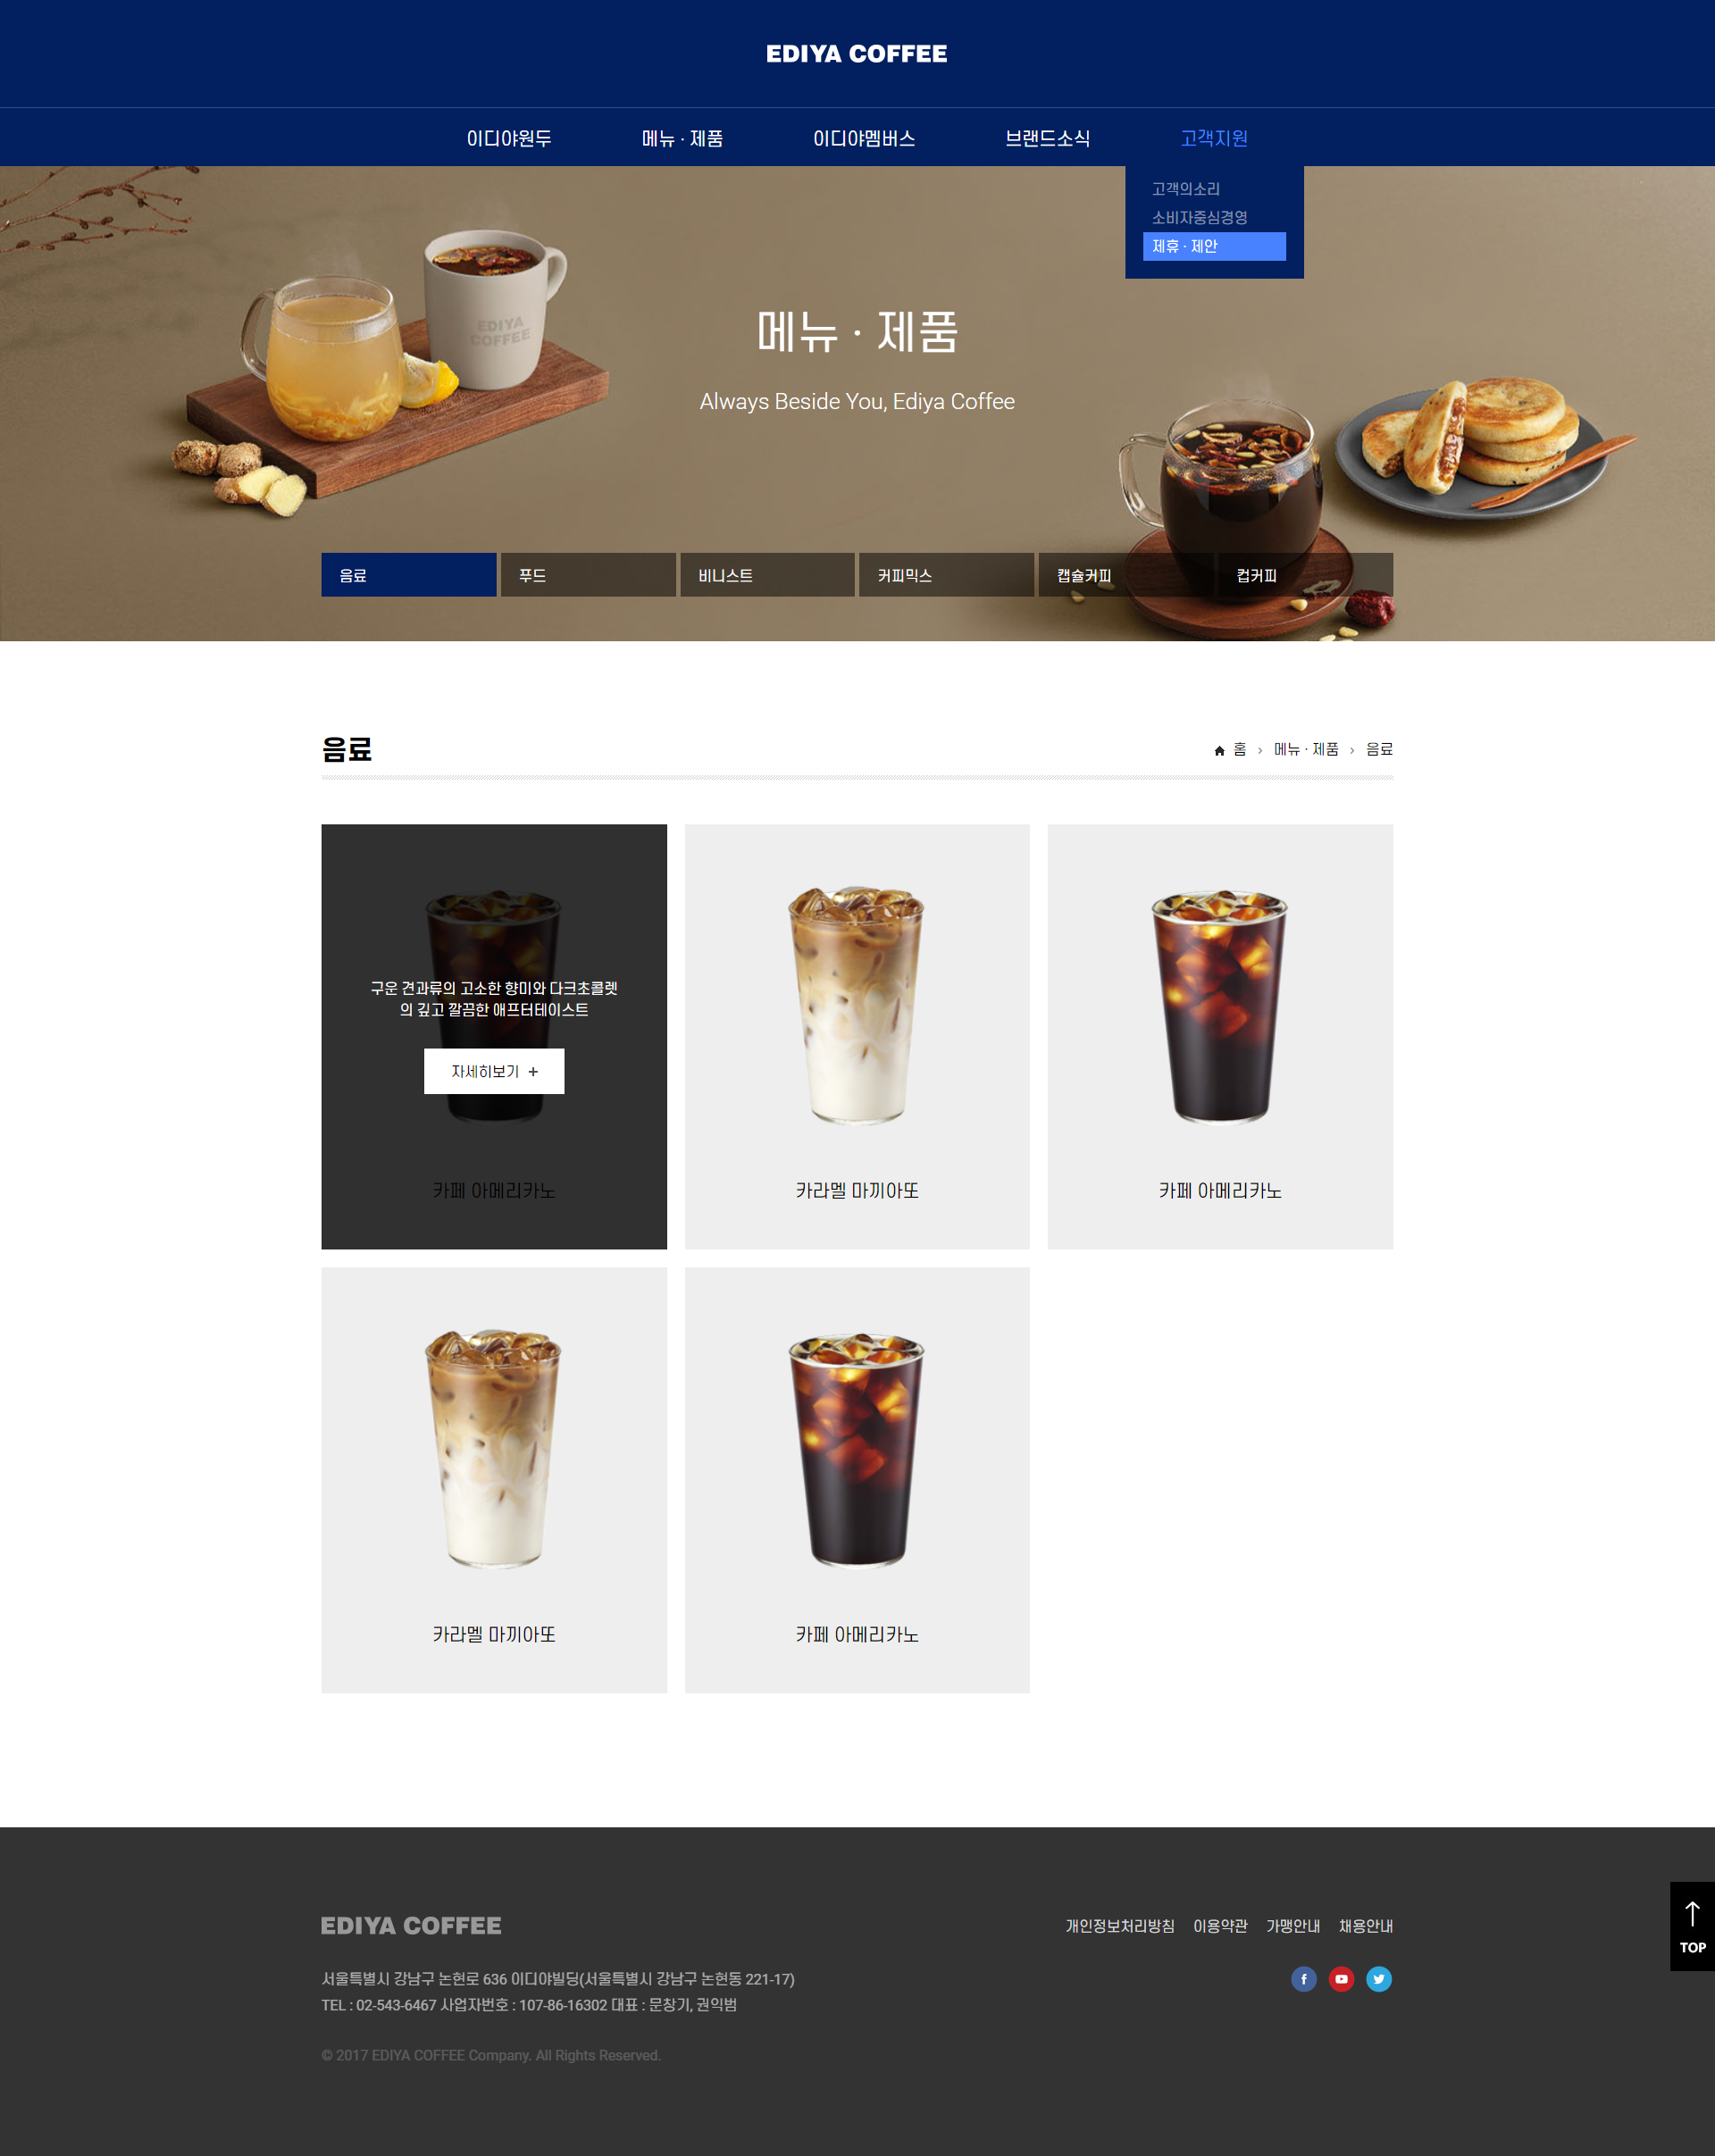 EDIYA COFFEE
이디야원두 메뉴 · 제품 이디야멤버스 브랜드소식 고객지원
고객의소리
소비자중심경영
제휴 · 제안
EDIYA
COFFEE
메뉴 · 제품
Always Beside You, Ediya Coffee
음료 푸드 비니스트 커피믹스 캡슐커피 컵커피
음료
홈 > 메뉴 · 제품 > 음료
구운 견과류의 고소한 향미와 다크초콜렛
의 깊고 깔끔한 애프터테이스트
자세히보기 +
카페 아메리카노 카라멜 마끼아또 카페 아메리카노
카라멜 마끼아또 카페 아메리카노
EDIYA COFFEE
개인정보처리방침 이용약관 가맹안내 채용안내
TOP
서울특별시 강남구 논현로 636 이디야빌딩(서울특별시 강남구 논현동 221-17)
TEL : 02-543-6467 사업자번호 : 107-86-16302 대표 : 문창기, 권익범
© 2017 EDIYA COFFEE Company. All Rights Reserved.